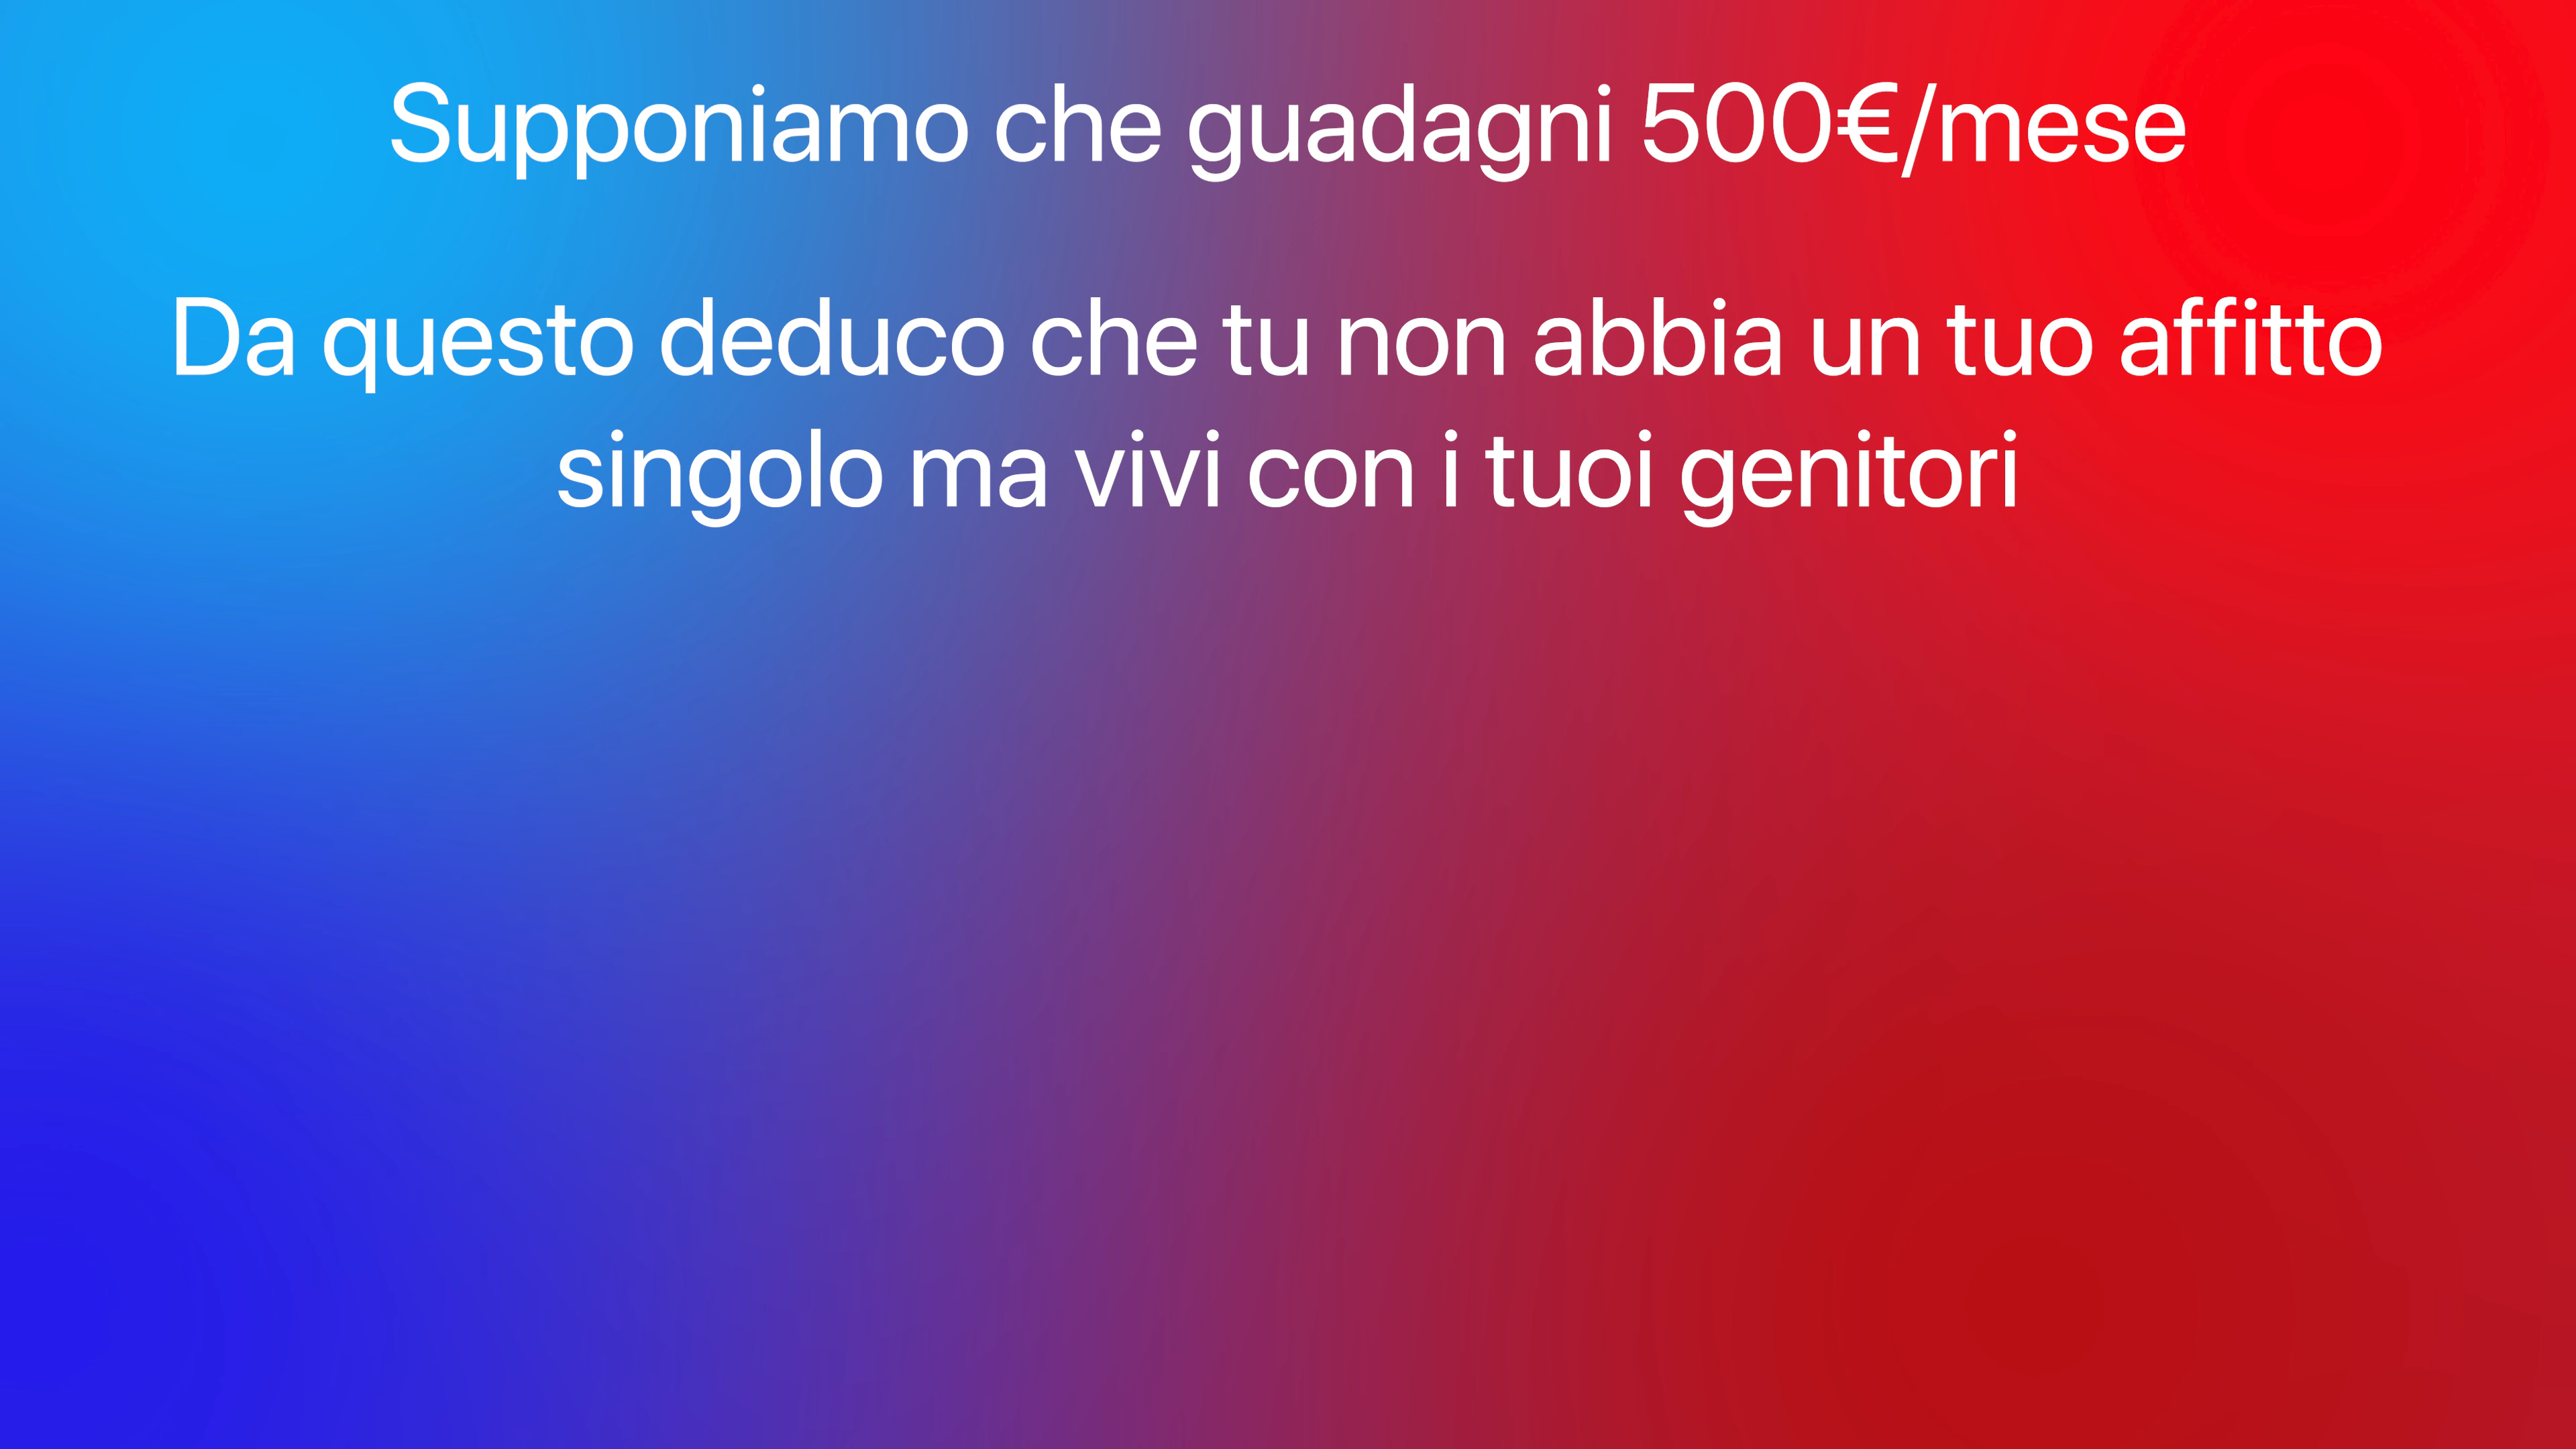 Supponiamo che guadagni 500€/mese
Da questo deduco che tu non abbia un tuo affitto
singolo ma vivi con i tuoi genitori